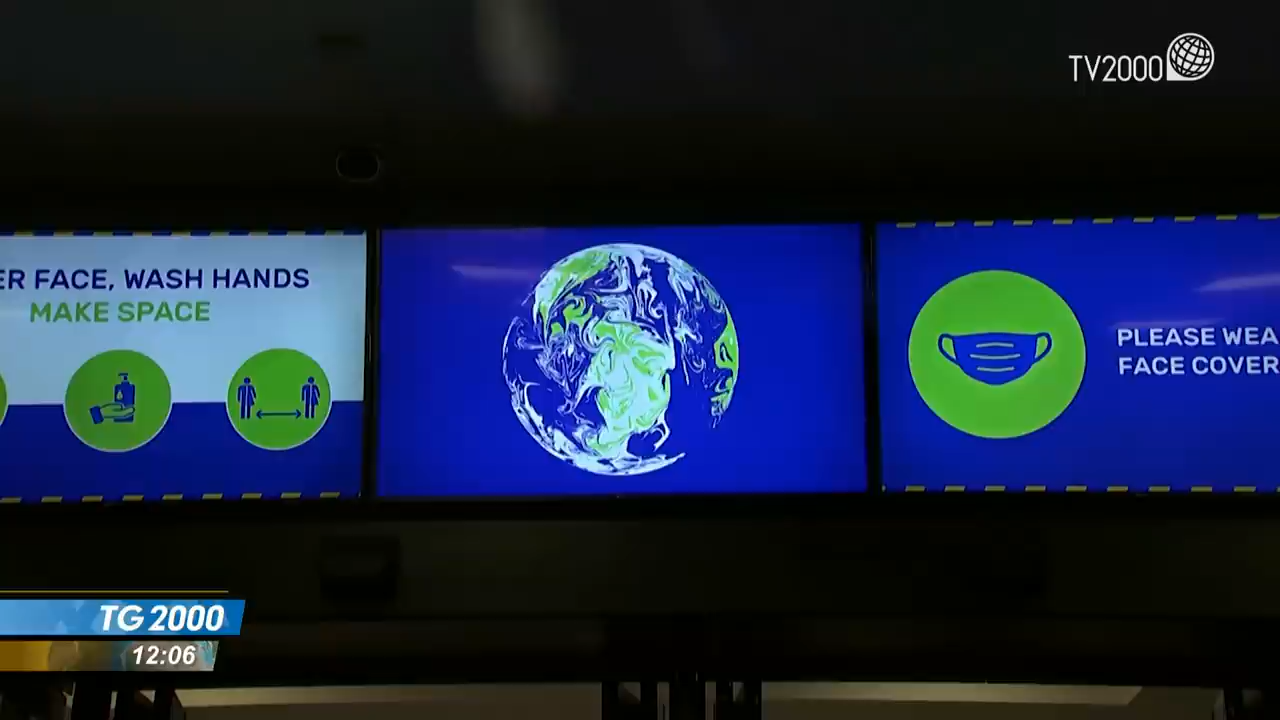 TV2000
ER FACE, WASH HANDS
MAKE SPACE
PLEASE WEA
FACE COVER
TG 2000
12:06